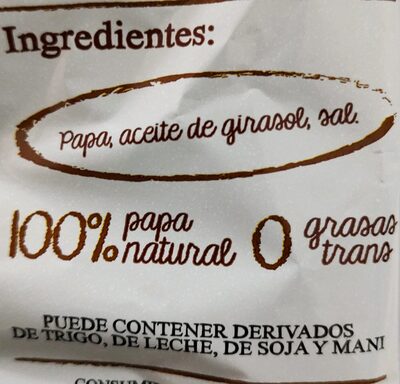 Ingredientes:
Papa, aceite de girasol, sal.
100% papa natural
0 grasas trans
PUEDE CONTENER DERIVADOS
DE TRIGO, DE LECHE, DE SOJA Y MANI